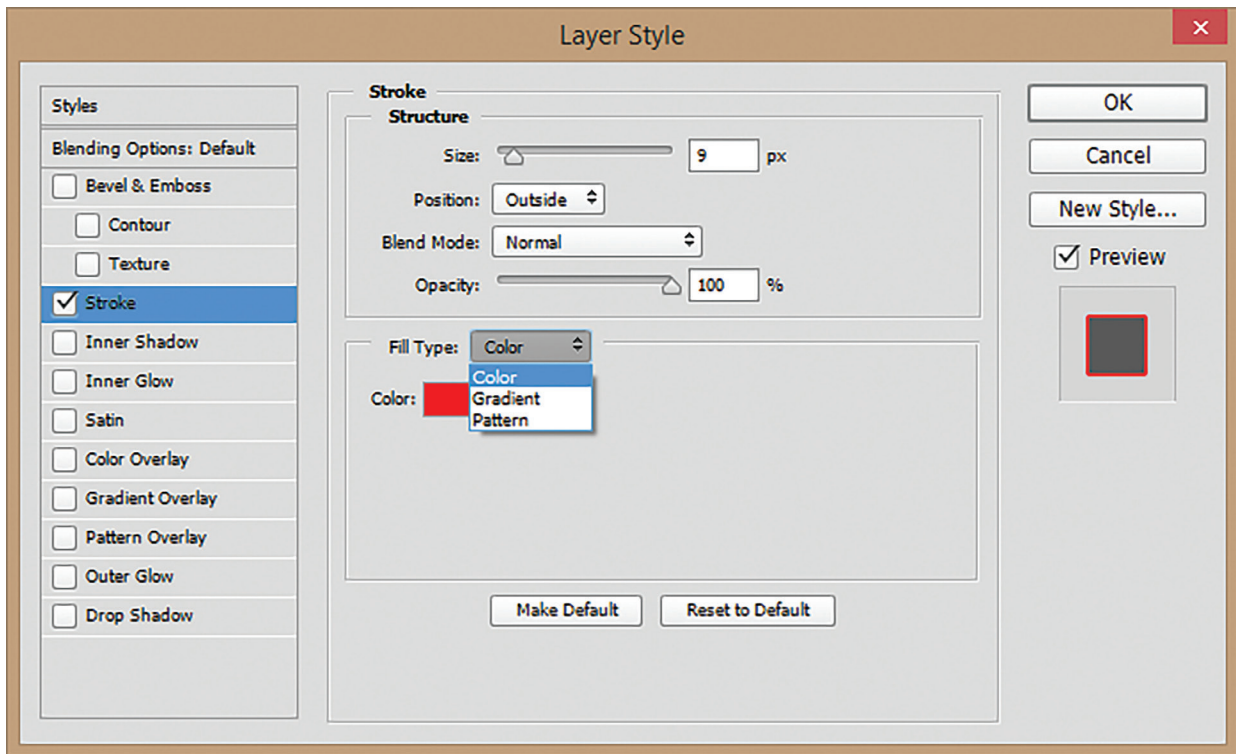 Layer Style
Styles
Blending Options: Default
Bevel & Emboss
Contour
Texture
Stroke
Inner Shadow
Inner Glow
Satin
Color Overlay
Gradient Overlay
Pattern Overlay
Outer Glow
Drop Shadow
Stroke
Structure
Size: 9 px
Position: Outside
Blend Mode: Normal
Opacity: 100 %
Fill Type: Color
Color
Gradient
Pattern
Color:
Make Default Reset to Default
OK
Cancel
New Style...
Preview